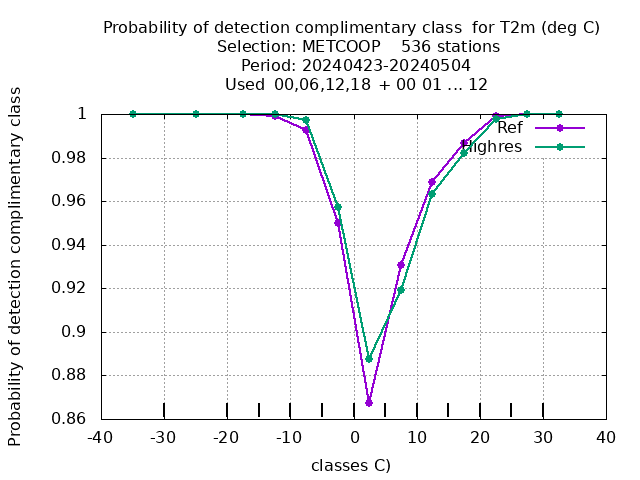 Probability of detection complimentary class for T2m (deg C)
Selection: METCOOP 536 stations
Period: 20240423-20240504
Used 00,06,12,18 + 00 01 ... 12
Probability of detection complimentary class
1
0.98
0.96
0.94
0.92
0.9
0.88
0.86
Ref
Highres
-40 -30 -20 -10 0 10 20 30 40
classes C)